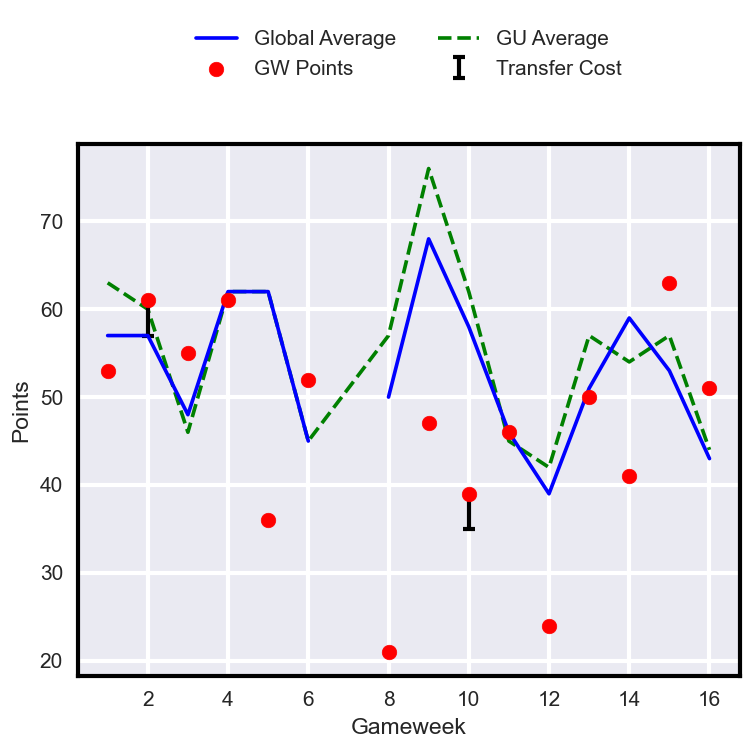 Global Average
GU Average
GW Points
Transfer Cost
70
60
50
40
30
20
Points
2 4 6 8 10 12 14 16
Gameweek